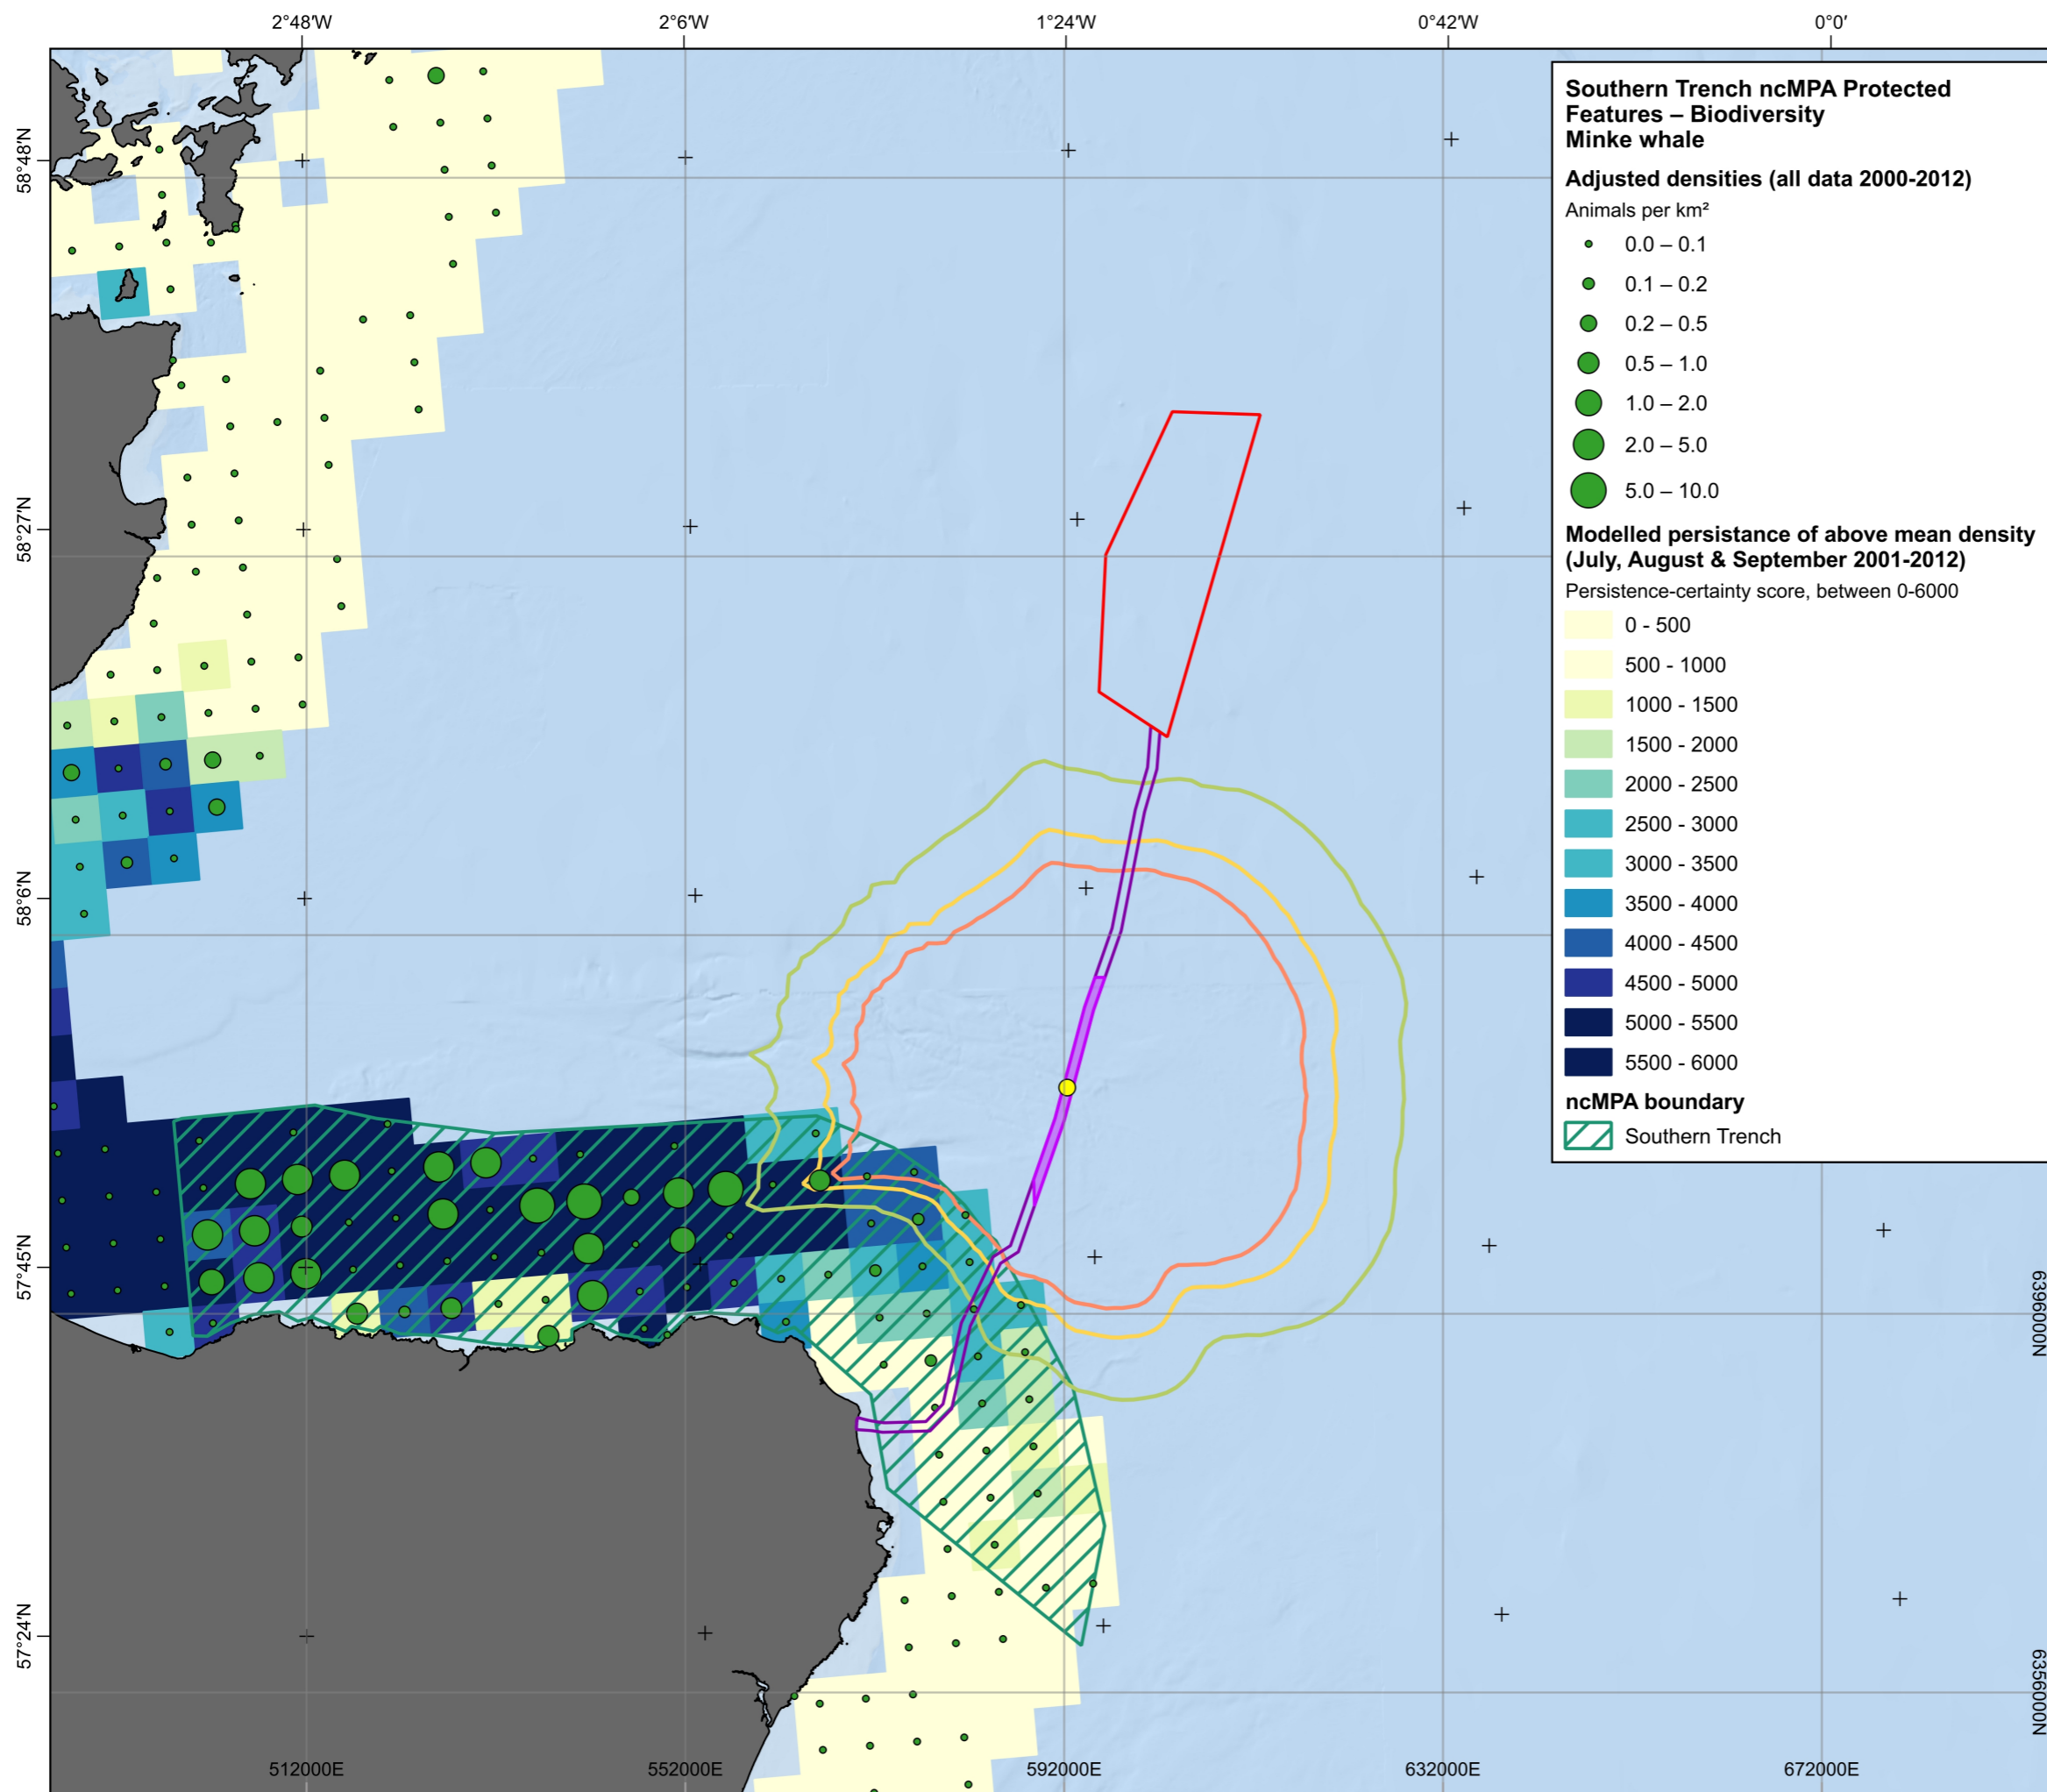 2°48'W
2°6'W
1°24'W
0°42'W
0°0'
58°48'N
58°27'N
58°6'N
57°45'N
57°24'N
Southern Trench ncMPA Protected
Features – Biodiversity
Minke whale
Adjusted densities (all data 2000-2012)
Animals per km²
0.0 – 0.1
0.1 – 0.2
0.2 – 0.5
0.5 – 1.0
1.0 – 2.0
2.0 – 5.0
5.0 – 10.0
Modelled persistance of above mean density
(July, August & September 2001-2012)
Persistence-certainty score, between 0-6000
0 - 500
500 - 1000
1000 - 1500
1500 - 2000
2000 - 2500
2500 - 3000
3000 - 3500
3500 - 4000
4000 - 4500
4500 - 5000
5000 - 5500
5500 - 6000
ncMPA boundary
Southern Trench
6396000N
6356000N
512000E
552000E
592000E
632000E
672000E